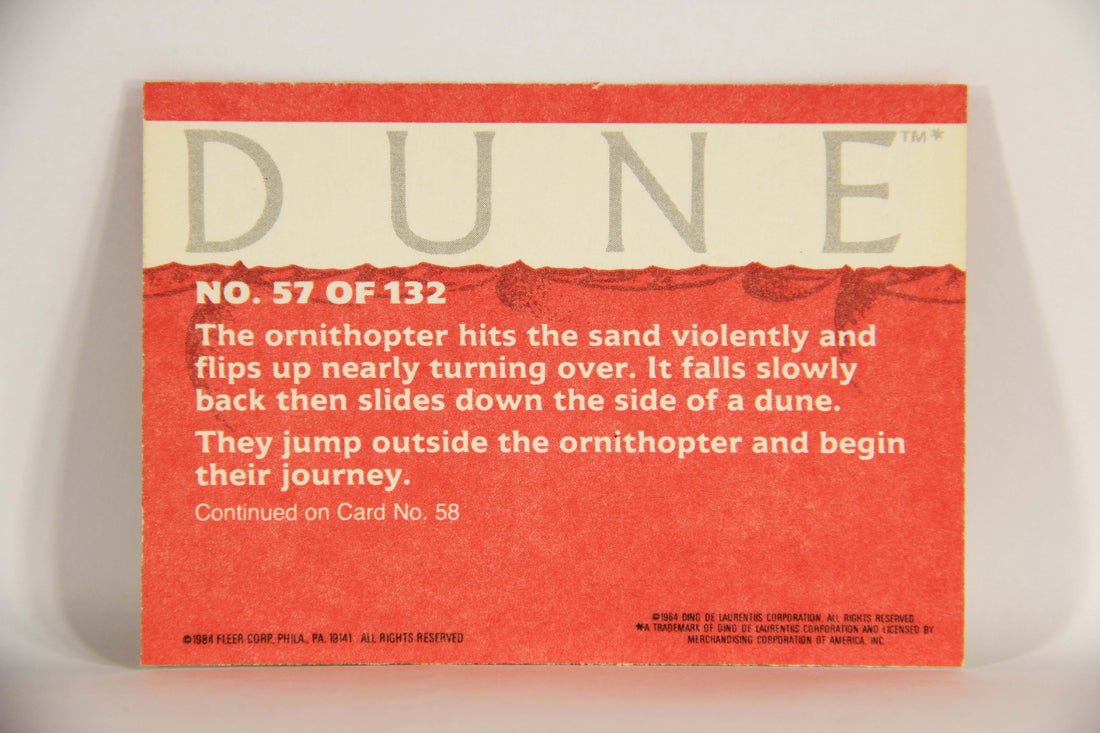 DUNE™*
NO. 57 OF 132
The ornithopter hits the sand violently and
flips up nearly turning over. It falls slowly
back then slides down the side of a dune.
They jump outside the ornithopter and begin
their journey.
Continued on Card No. 58
©1984 FLEER CORP., PHILA., PA. 19141 ALL RIGHTS RESERVED
©1984 DINO DE LAURENTIIS CORPORATION. ALL RIGHTS RESERVED
*A TRADEMARK OF DINO DE LAURENTIIS CORPORATION AND LICENSED BY
MERCHANDISING CORPORATION OF AMERICA, INC.